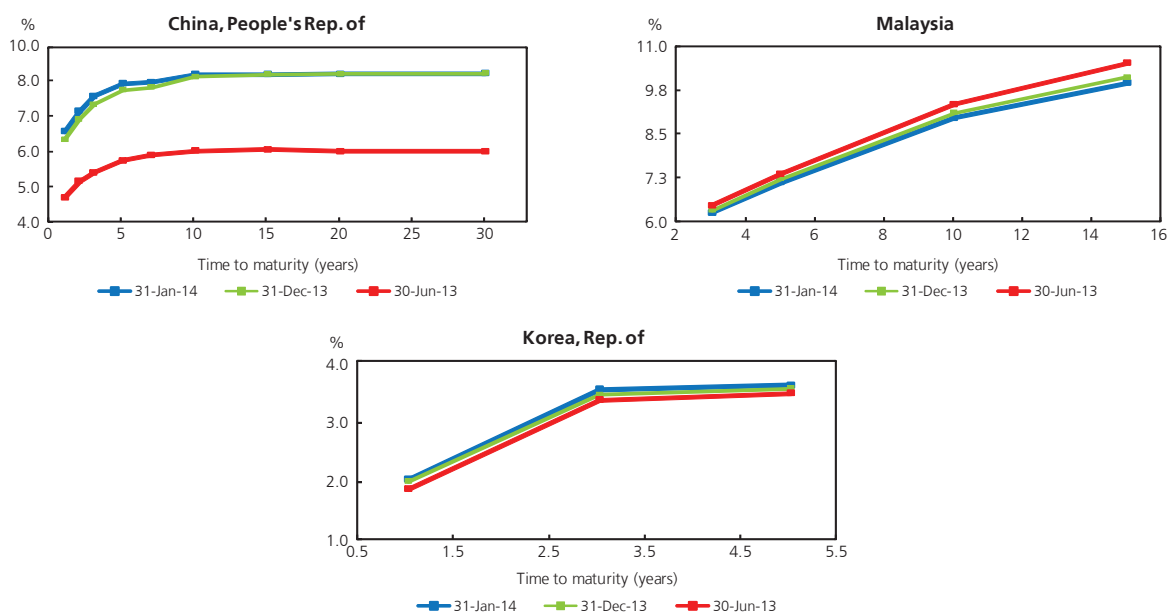 China, People's Rep. of
%
10.0
8.0
7.0
6.0
5.0
4.0
0 5 10 15 20 25 30
Time to maturity (years)
31-Jan-14 31-Dec-13 30-Jun-13
Malaysia
%
11.0
9.8
8.5
7.3
6.0
2 4 6 8 10 12 14 16
Time to maturity (years)
31-Jan-14 31-Dec-13 30-Jun-13
Korea, Rep. of
%
4.0
3.0
2.0
1.0
0.5 1.5 2.5 3.5 4.5 5.5
Time to maturity (years)
31-Jan-14 31-Dec-13 30-Jun-13